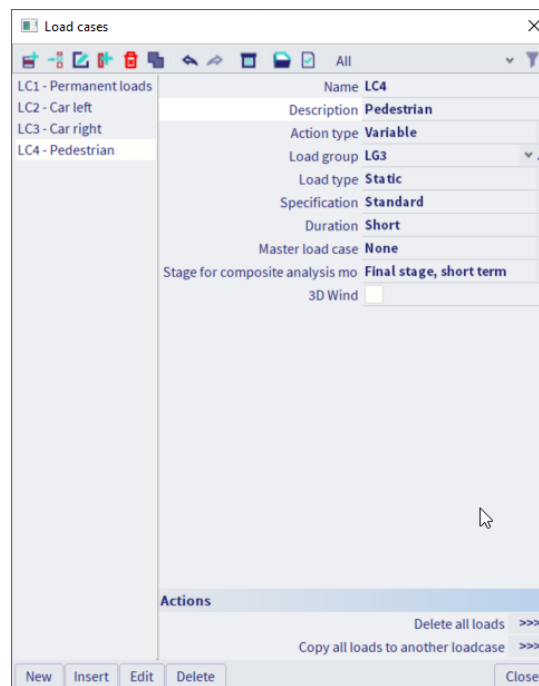 Load cases
All
LC1 - Permanent loads
LC2 - Car left
LC3 - Car right
LC4 - Pedestrian
Name LC4
Description Pedestrian
Action type Variable
Load group LG3
Load type Static
Specification Standard
Duration Short
Master load case None
Stage for composite analysis mo Final stage, short term
3D Wind
Actions
Delete all loads >>>
Copy all loads to another loadcase >>>
New Insert Edit Delete Close